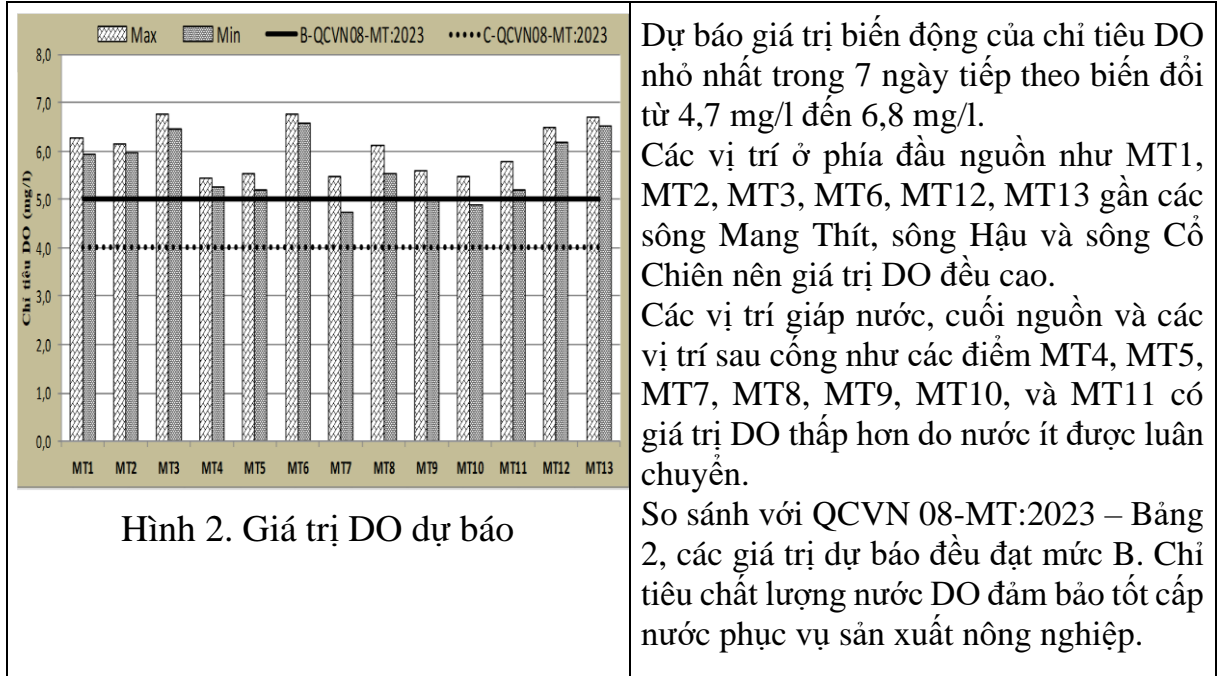 Max Min B-QCVN08-MT:2023 C-QCVN08-MT:2023
8,0
7,0
6,0
5,0
4,0
3,0
2,0
1,0
0,0
Chỉ tiêu DO (mg/l)
MT1 MT2 MT3 MT4 MT5 MT6 MT7 MT8 MT9 MT10 MT11 MT12 MT13
Hình 2. Giá trị DO dự báo
Dự báo giá trị biến động của chỉ tiêu DO
nhỏ nhất trong 7 ngày tiếp theo biến đổi
từ 4,7 mg/l đến 6,8 mg/l.
Các vị trí ở phía đầu nguồn như MT1,
MT2, MT3, MT6, MT12, MT13 gần các
sông Mang Thít, sông Hậu và sông Cổ
Chiên nên giá trị DO đều cao.
Các vị trí giáp nước, cuối nguồn và các
vị trí sau cống như các điểm MT4, MT5,
MT7, MT8, MT9, MT10, và MT11 có
giá trị DO thấp hơn do nước ít được luân
chuyển.
So sánh với QCVN 08-MT:2023 – Bảng
2, các giá trị dự báo đều đạt mức B. Chỉ
tiêu chất lượng nước DO đảm bảo tốt cấp
nước phục vụ sản xuất nông nghiệp.